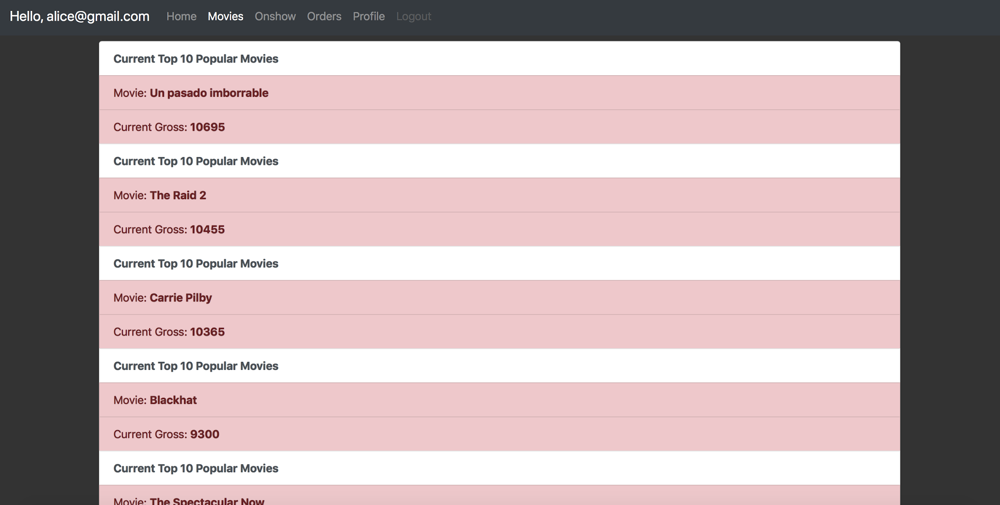 Hello, alice@gmail.com Home Movies Onshow Orders Profile Logout
Current Top 10 Popular Movies
Movie: Un pasado imborrable
Current Gross: 10695
Current Top 10 Popular Movies
Movie: The Raid 2
Current Gross: 10455
Current Top 10 Popular Movies
Movie: Carrie Pilby
Current Gross: 10365
Current Top 10 Popular Movies
Movie: Blackhat
Current Gross: 9300
Current Top 10 Popular Movies
Movie: The Spectacular Now